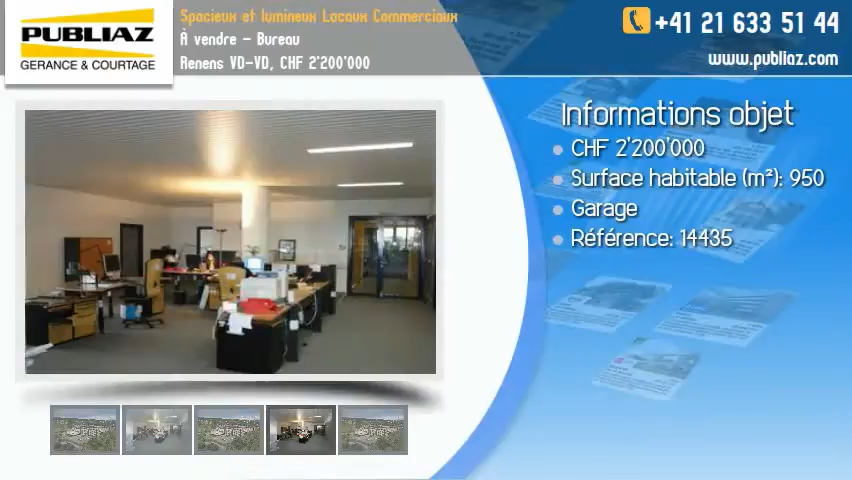 PUBLIAZ
GERANCE & COURTAGE
Spacieux et lumineux Locaux Commerciaux
À vendre - Bureau
Renens VD-VD, CHF 2'200'000
+41 21 633 51 44
www.publiaz.com
Informations objet
CHF 2'200'000
Surface habitable (m²): 950
Garage
Référence: 14435